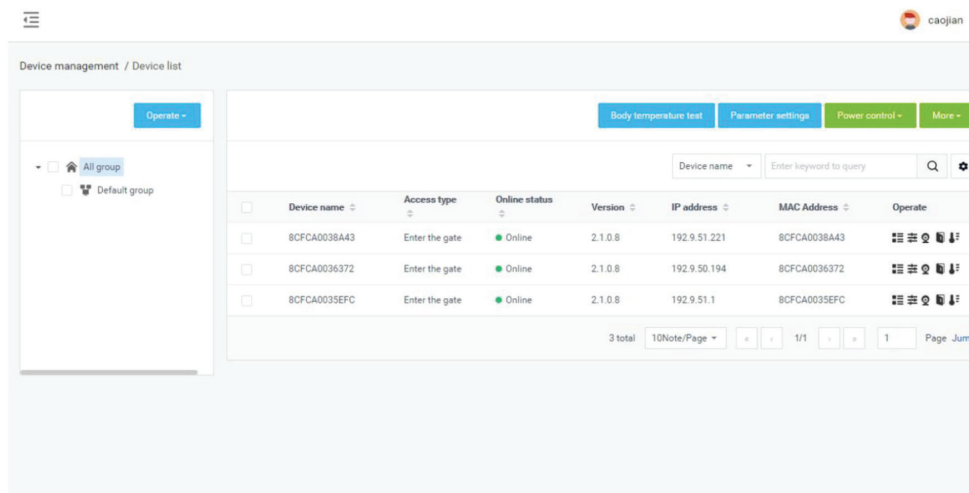 caojian
Device management / Device list
Operate
Body temperature test Parameter settings Power control More
All group
Default group
Device name Enter keyword to query
Device name Access type Online status Version IP address MAC Address Operate
8CFCA0038A43 Enter the gate Online 2.1.0.8 192.9.51.221 8CFCA0038A43
8CFCA0036372 Enter the gate Online 2.1.0.8 192.9.50.194 8CFCA0036372
8CFCA0035EFC Enter the gate Online 2.1.0.8 192.9.51.1 8CFCA0035EFC
3 total 10Note/Page « ‹ 1/1 › » 1 Page Jum